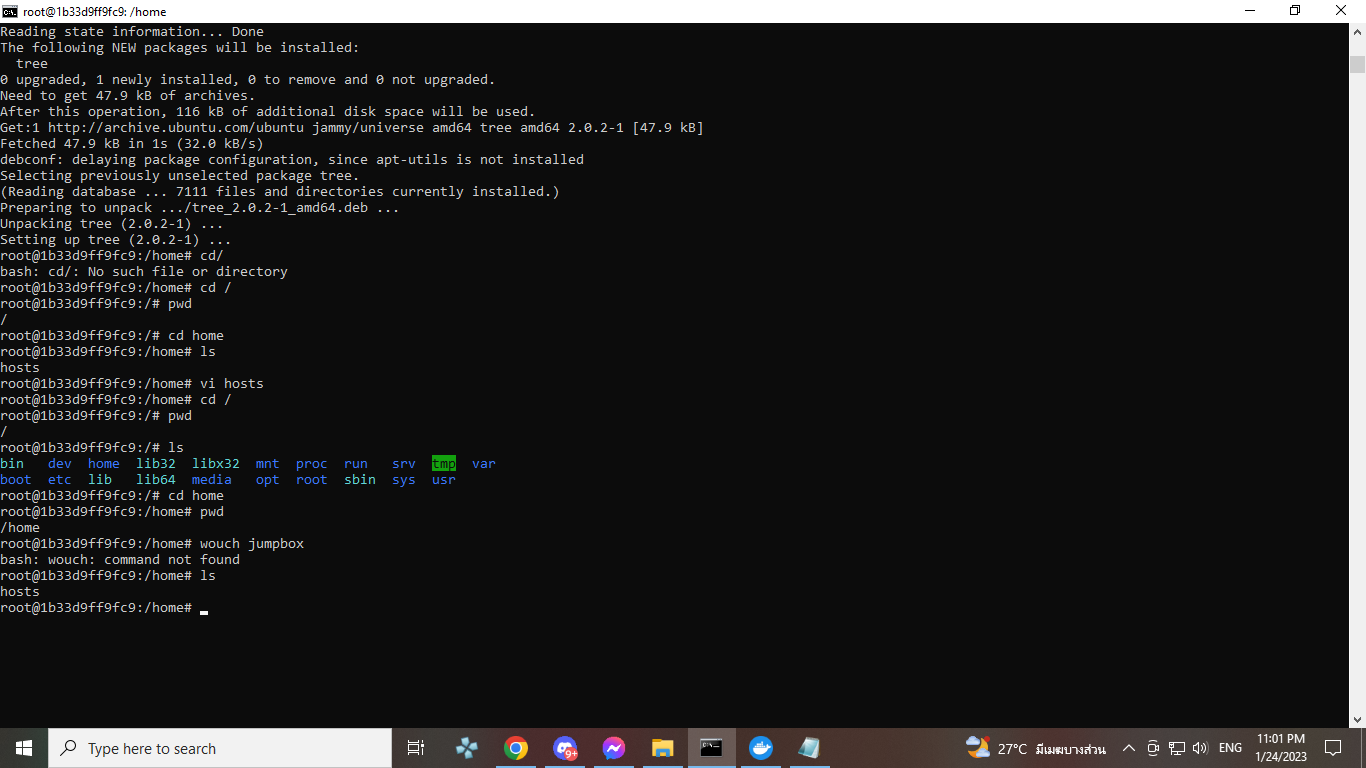 root@1b33d9ff9fc9: /home
Reading state information... Done
The following NEW packages will be installed:
  tree
0 upgraded, 1 newly installed, 0 to remove and 0 not upgraded.
Need to get 47.9 kB of archives.
After this operation, 116 kB of additional disk space will be used.
Get:1 http://archive.ubuntu.com/ubuntu jammy/universe amd64 tree amd64 2.0.2-1 [47.9 kB]
Fetched 47.9 kB in 1s (32.0 kB/s)
debconf: delaying package configuration, since apt-utils is not installed
Selecting previously unselected package tree.
(Reading database ... 7111 files and directories currently installed.)
Preparing to unpack .../tree_2.0.2-1_amd64.deb ...
Unpacking tree (2.0.2-1) ...
Setting up tree (2.0.2-1) ...
root@1b33d9ff9fc9:/home# cd/
bash: cd/: No such file or directory
root@1b33d9ff9fc9:/home# cd /
root@1b33d9ff9fc9:/# pwd
/
root@1b33d9ff9fc9:/# cd home
root@1b33d9ff9fc9:/home# ls
hosts
root@1b33d9ff9fc9:/home# vi hosts
root@1b33d9ff9fc9:/home# cd /
root@1b33d9ff9fc9:/# pwd
/
root@1b33d9ff9fc9:/# ls
bin   dev  home  lib32  libx32  mnt  proc  run   srv  tmp  var
boot  etc  lib   lib64  media   opt  root  sbin  sys  usr
root@1b33d9ff9fc9:/# cd home
root@1b33d9ff9fc9:/home# pwd
/home
root@1b33d9ff9fc9:/home# wouch jumpbox
bash: wouch: command not found
root@1b33d9ff9fc9:/home# ls
hosts
root@1b33d9ff9fc9:/home#
Type here to search
9+
27°C มีเมฆบางส่วน
ENG
11:01 PM
1/24/2023